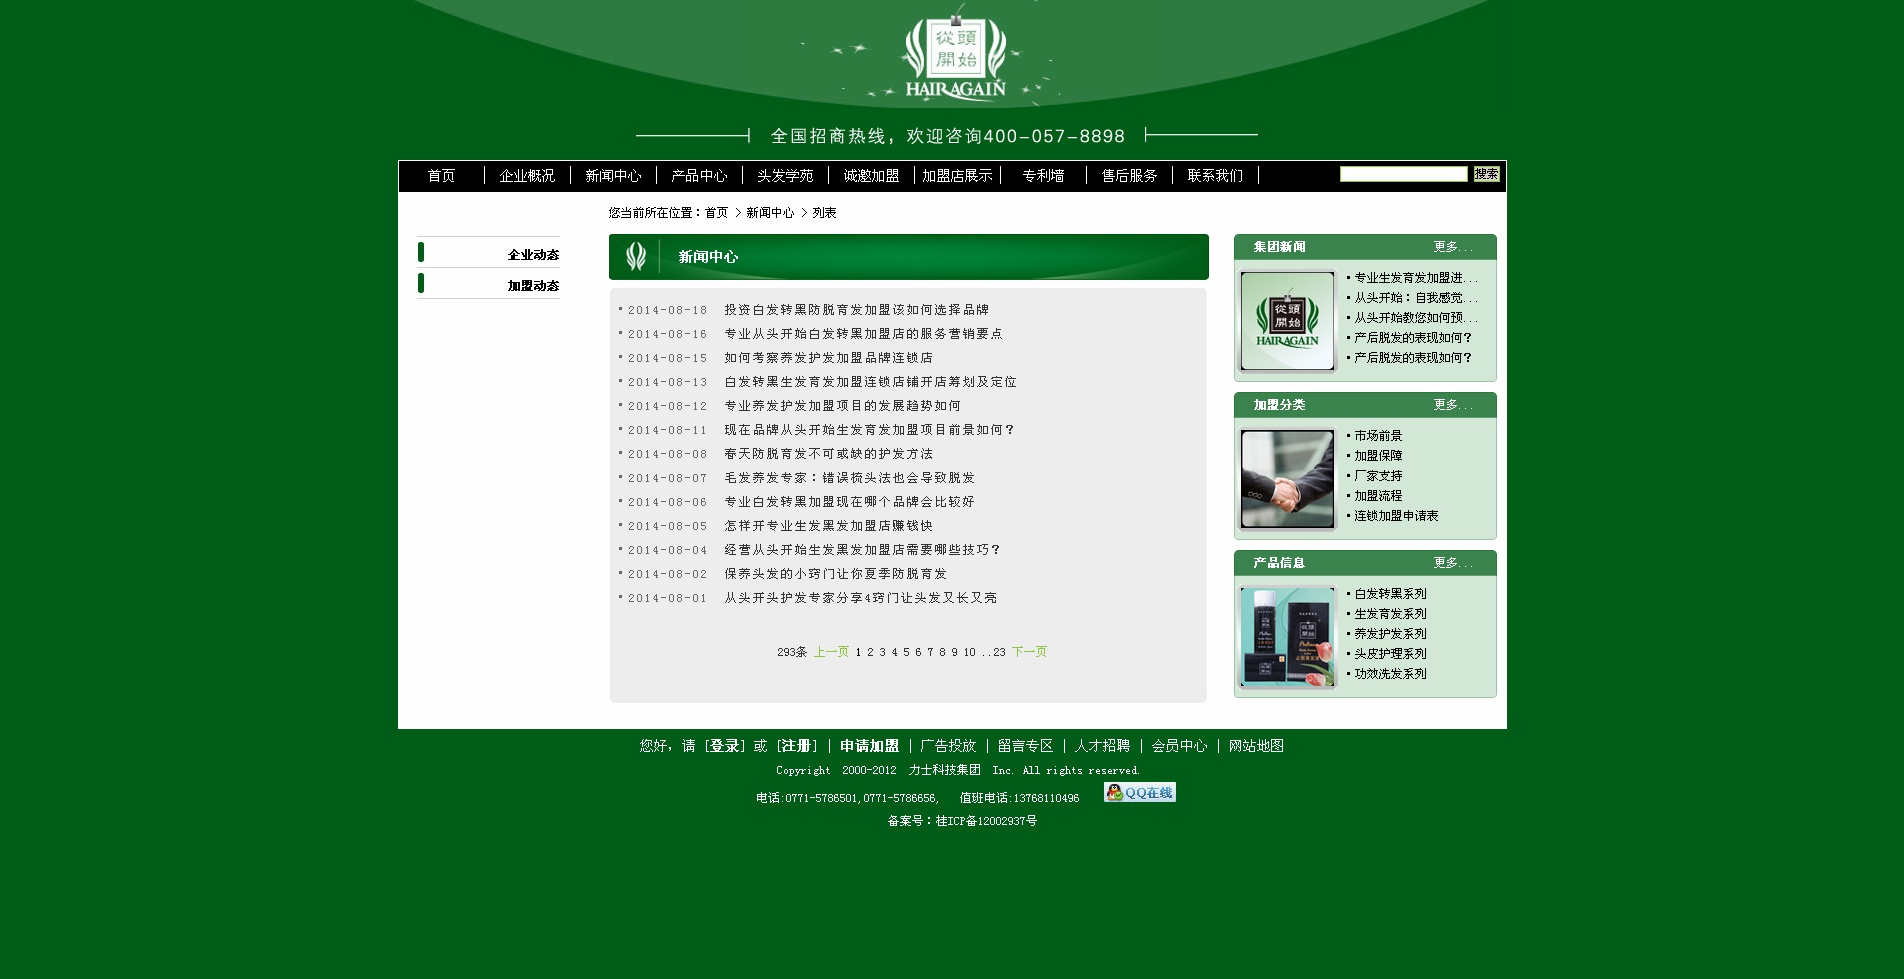 從頭
開始
HAIR AGAIN
全国招商热线，欢迎咨询400-057-8898
首页 企业概况 新闻中心 产品中心 头发学苑 诚邀加盟 加盟店展示 专利墙 售后服务 联系我们 搜索
您当前所在位置：首页 > 新闻中心 > 列表
企业动态
加盟动态
新闻中心
2014-08-18 投资白发转黑防脱育发加盟该如何选择品牌
2014-08-16 专业从头开始白发转黑加盟店的服务营销要点
2014-08-15 如何考察养发护发加盟品牌连锁店
2014-08-13 白发转黑生发育发加盟连锁店铺开店筹划及定位
2014-08-12 专业养发护发加盟项目的发展趋势如何
2014-08-11 现在品牌从头开始生发育发加盟项目前景如何？
2014-08-08 春天防脱育发不可或缺的护发方法
2014-08-07 毛发养发专家：错误梳头法也会导致脱发
2014-08-06 专业白发转黑加盟现在哪个品牌会比较好
2014-08-05 怎样开专业生发黑发加盟店赚钱快
2014-08-04 经营从头开始生发黑发加盟店需要哪些技巧？
2014-08-02 保养头发的小窍门让你夏季防脱育发
2014-08-01 从头开头护发专家分享4窍门让头发又长又亮
293条 上一页 1 2 3 4 5 6 7 8 9 10 ..23 下一页
集团新闻 更多...
從頭
開始
HAIR AGAIN
专业生发育发加盟进...
从头开始：自我感觉...
从头开始教您如何预...
产后脱发的表现如何？
产后脱发的表现如何？
加盟分类 更多...
市场前景
加盟保障
厂家支持
加盟流程
连锁加盟申请表
产品信息 更多...
從頭
開始
白发转黑系列
生发育发系列
养发护发系列
头皮护理系列
功效洗发系列
您好，请 [登录] 或 [注册] | 申请加盟 | 广告投放 | 留言专区 | 人才招聘 | 会员中心 | 网站地图
Copyright 2000-2012 力士科技集团 Inc. All rights reserved.
电话:0771-5786501,0771-5786656, 值班电话:13768110496 QQ在线
备案号：桂ICP备12002937号